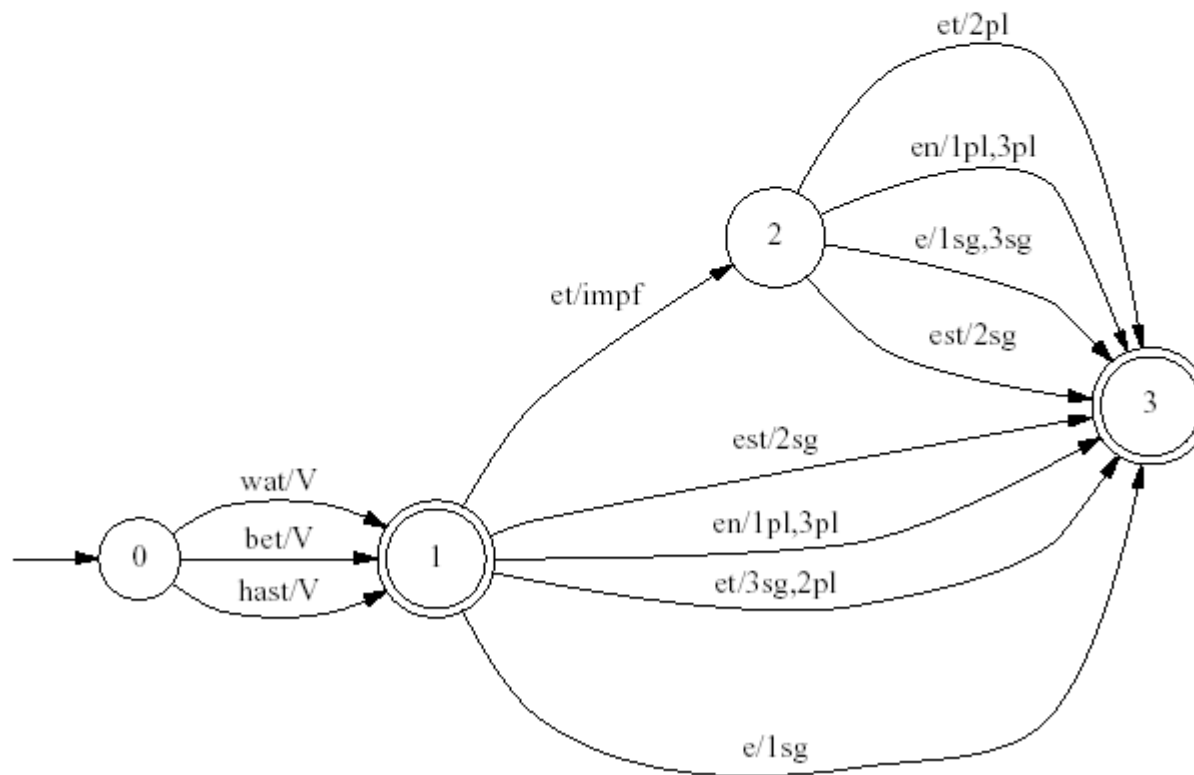 et/2pl
en/1pl,3pl
2
e/1sg,3sg
et/impf
est/2sg
3
est/2sg
wat/V
en/1pl,3pl
bet/V
0
1
et/3sg,2pl
hast/V
e/1sg